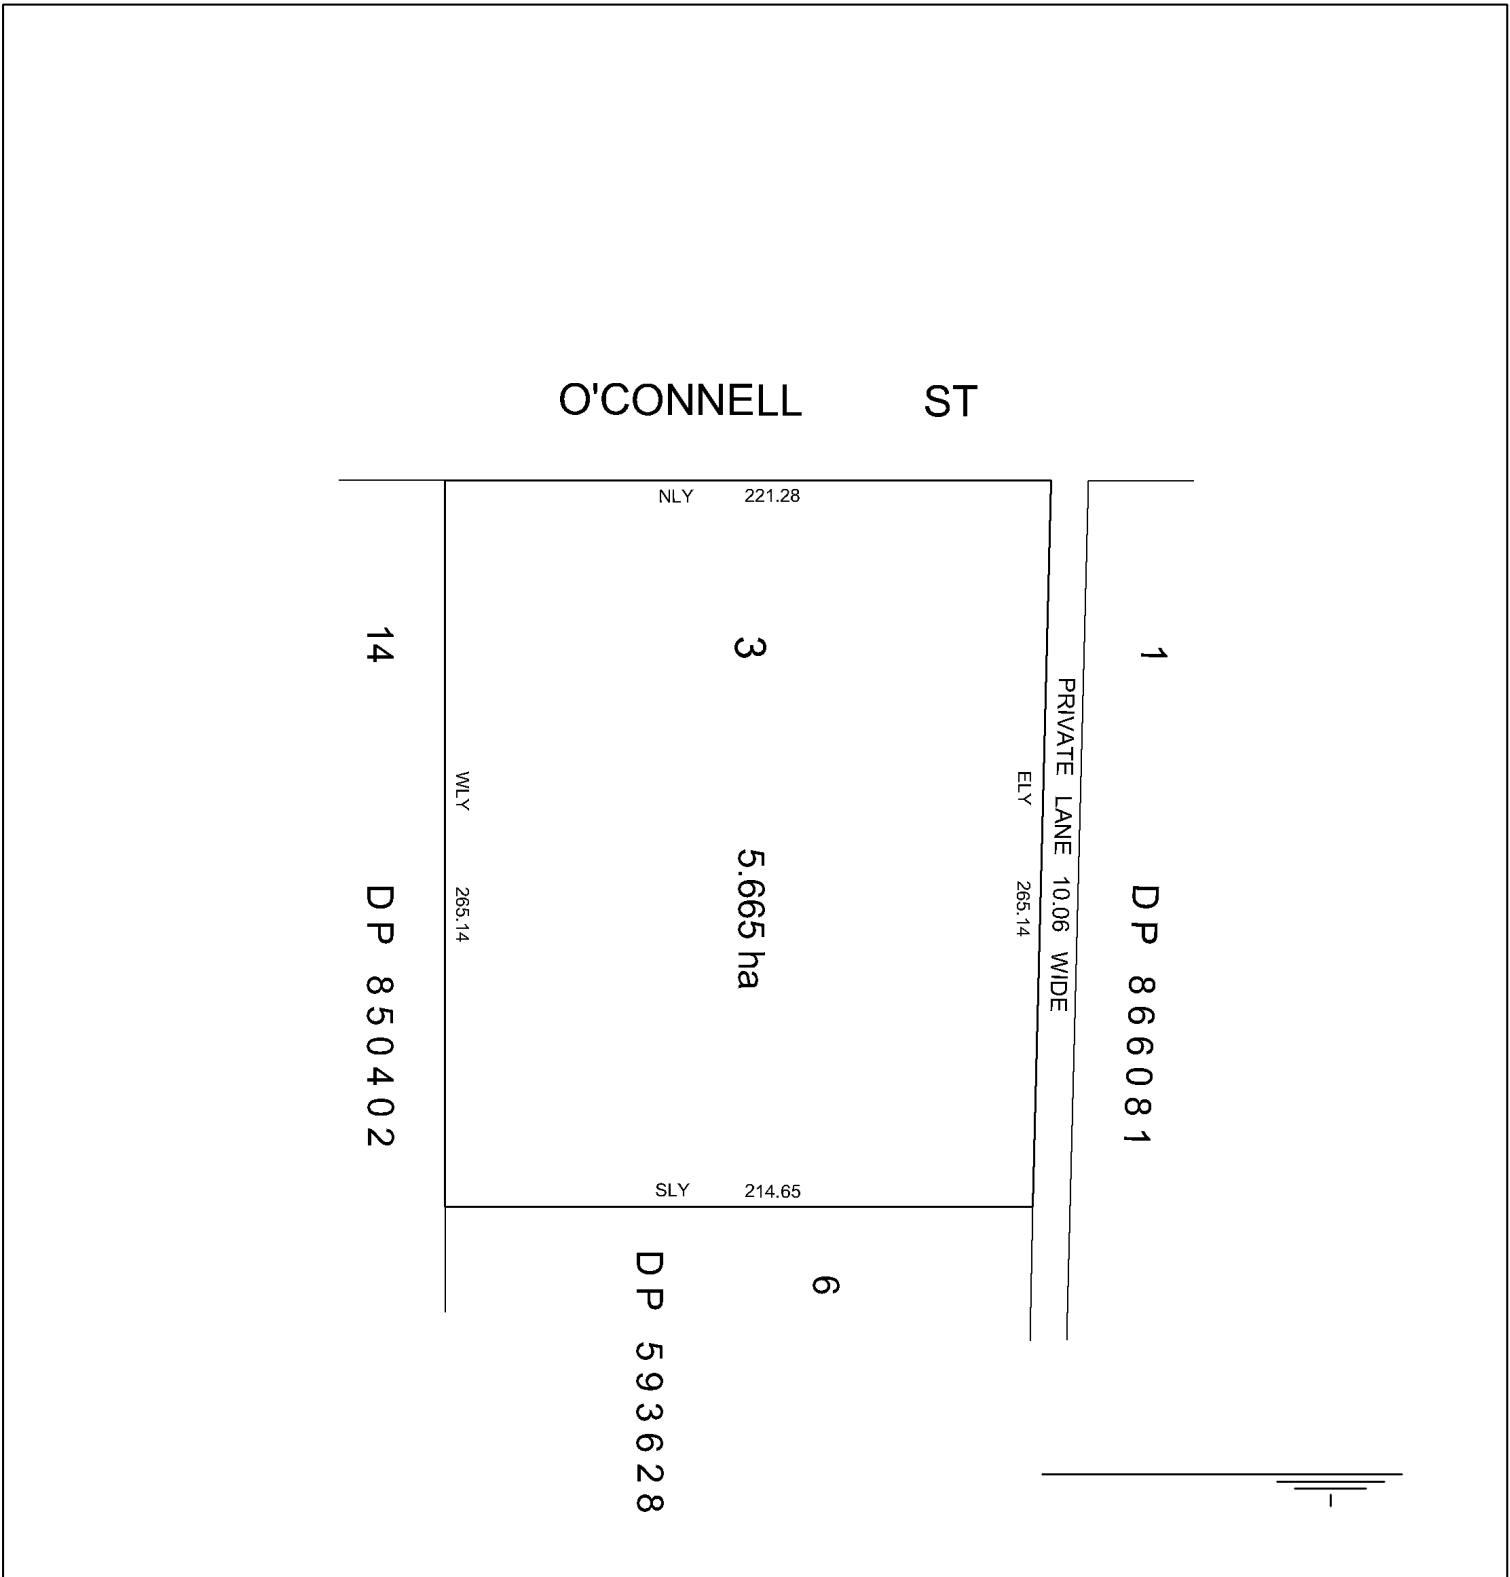 O'CONNELL ST
NLY 221.28
14
3
1
PRIVATE LANE 10.06 WIDE
WLY 265.14
ELY 265.14
5.665 ha
DP 850402
DP 866081
SLY 214.65
6
DP 593628